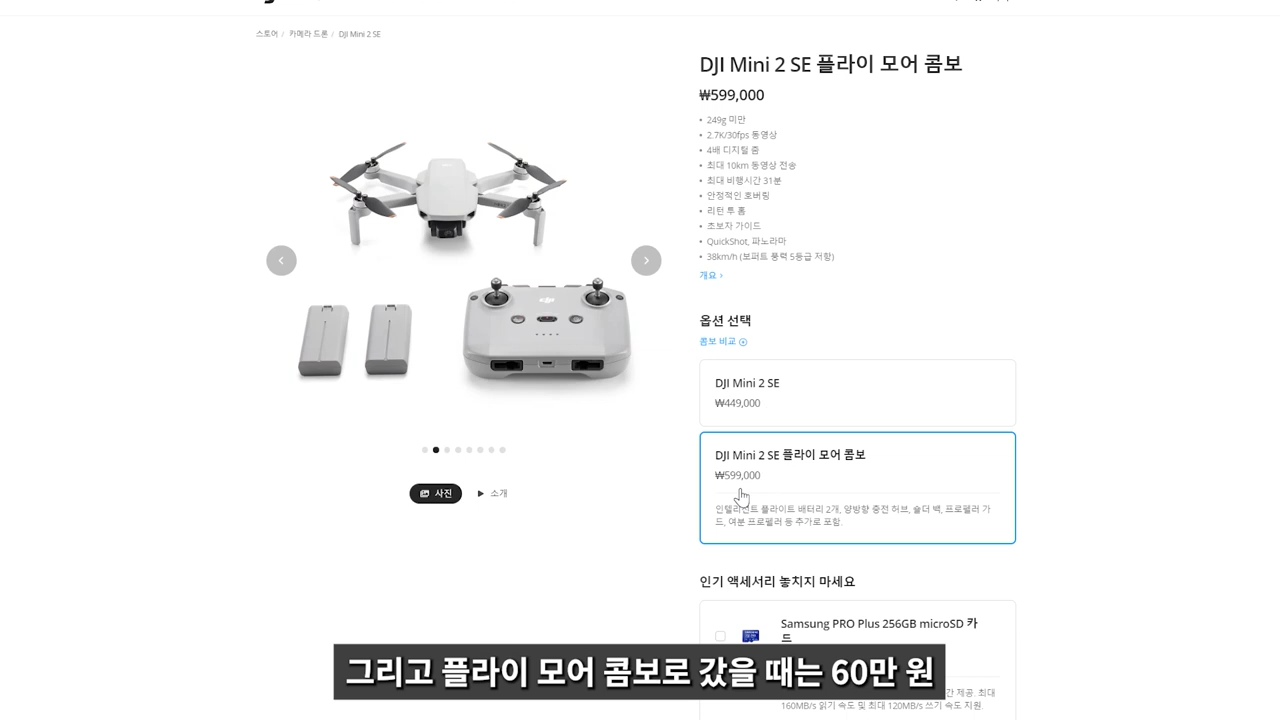 스토어 / 카메라 드론 / DJI Mini 2 SE
DJI Mini 2 SE 플라이 모어 콤보
₩599,000
• 249g 미만
• 2.7K/30fps 동영상
• 4배 디지털 줌
• 최대 10km 동영상 전송
• 최대 비행시간 31분
• 안정적인 호버링
• 리턴 투 홈
• 초보자 가이드
• QuickShot, 파노라마
• 38km/h (보퍼트 풍력 5등급 저항)
개요 ›
옵션 선택
콤보 비교
DJI Mini 2 SE
₩449,000
DJI Mini 2 SE 플라이 모어 콤보
₩599,000
인텔리전트 플라이트 배터리 2개, 양방향 충전 허브, 숄더 백, 프로펠러 가
드, 여분 프로펠러 등 추가로 포함.
사진
소개
인기 액세서리 놓치지 마세요
Samsung PRO Plus 256GB microSD 카
드
그리고 플라이 모어 콤보로 갔을 때는 60만 원
제공. 최대
160MB/s 읽기 속도 및 최대 120MB/s 쓰기 속도 지원.